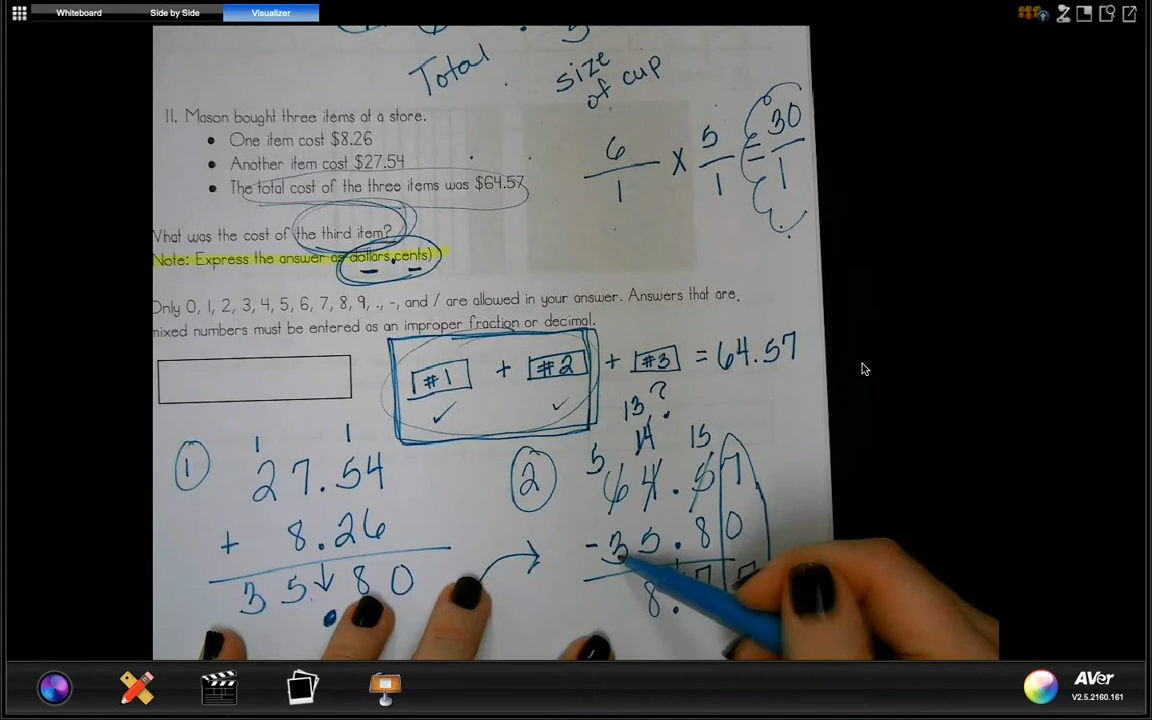 Whiteboard Side by Side Visualizer
Total size of cup
11. Mason bought three items at a store.
• One item cost $8.26
• Another item cost $27.54
• The total cost of the three items was $64.57
6/1 X 5/1 = 30/1
What was the cost of the third item?
Note: Express the answer as dollars.cents)
Only 0, 1, 2, 3, 4, 5, 6, 7, 8, 9, ., -, and / are allowed in your answer. Answers that are,
mixed numbers must be entered as an improper fraction or decimal.
#1 + #2 + #3 = 64.57
?
1 1
① 27.54
+ 8.26
35.80
13
5 14 15
② 64.57
-35.80
8.7
AVer
V2.5.2160.161